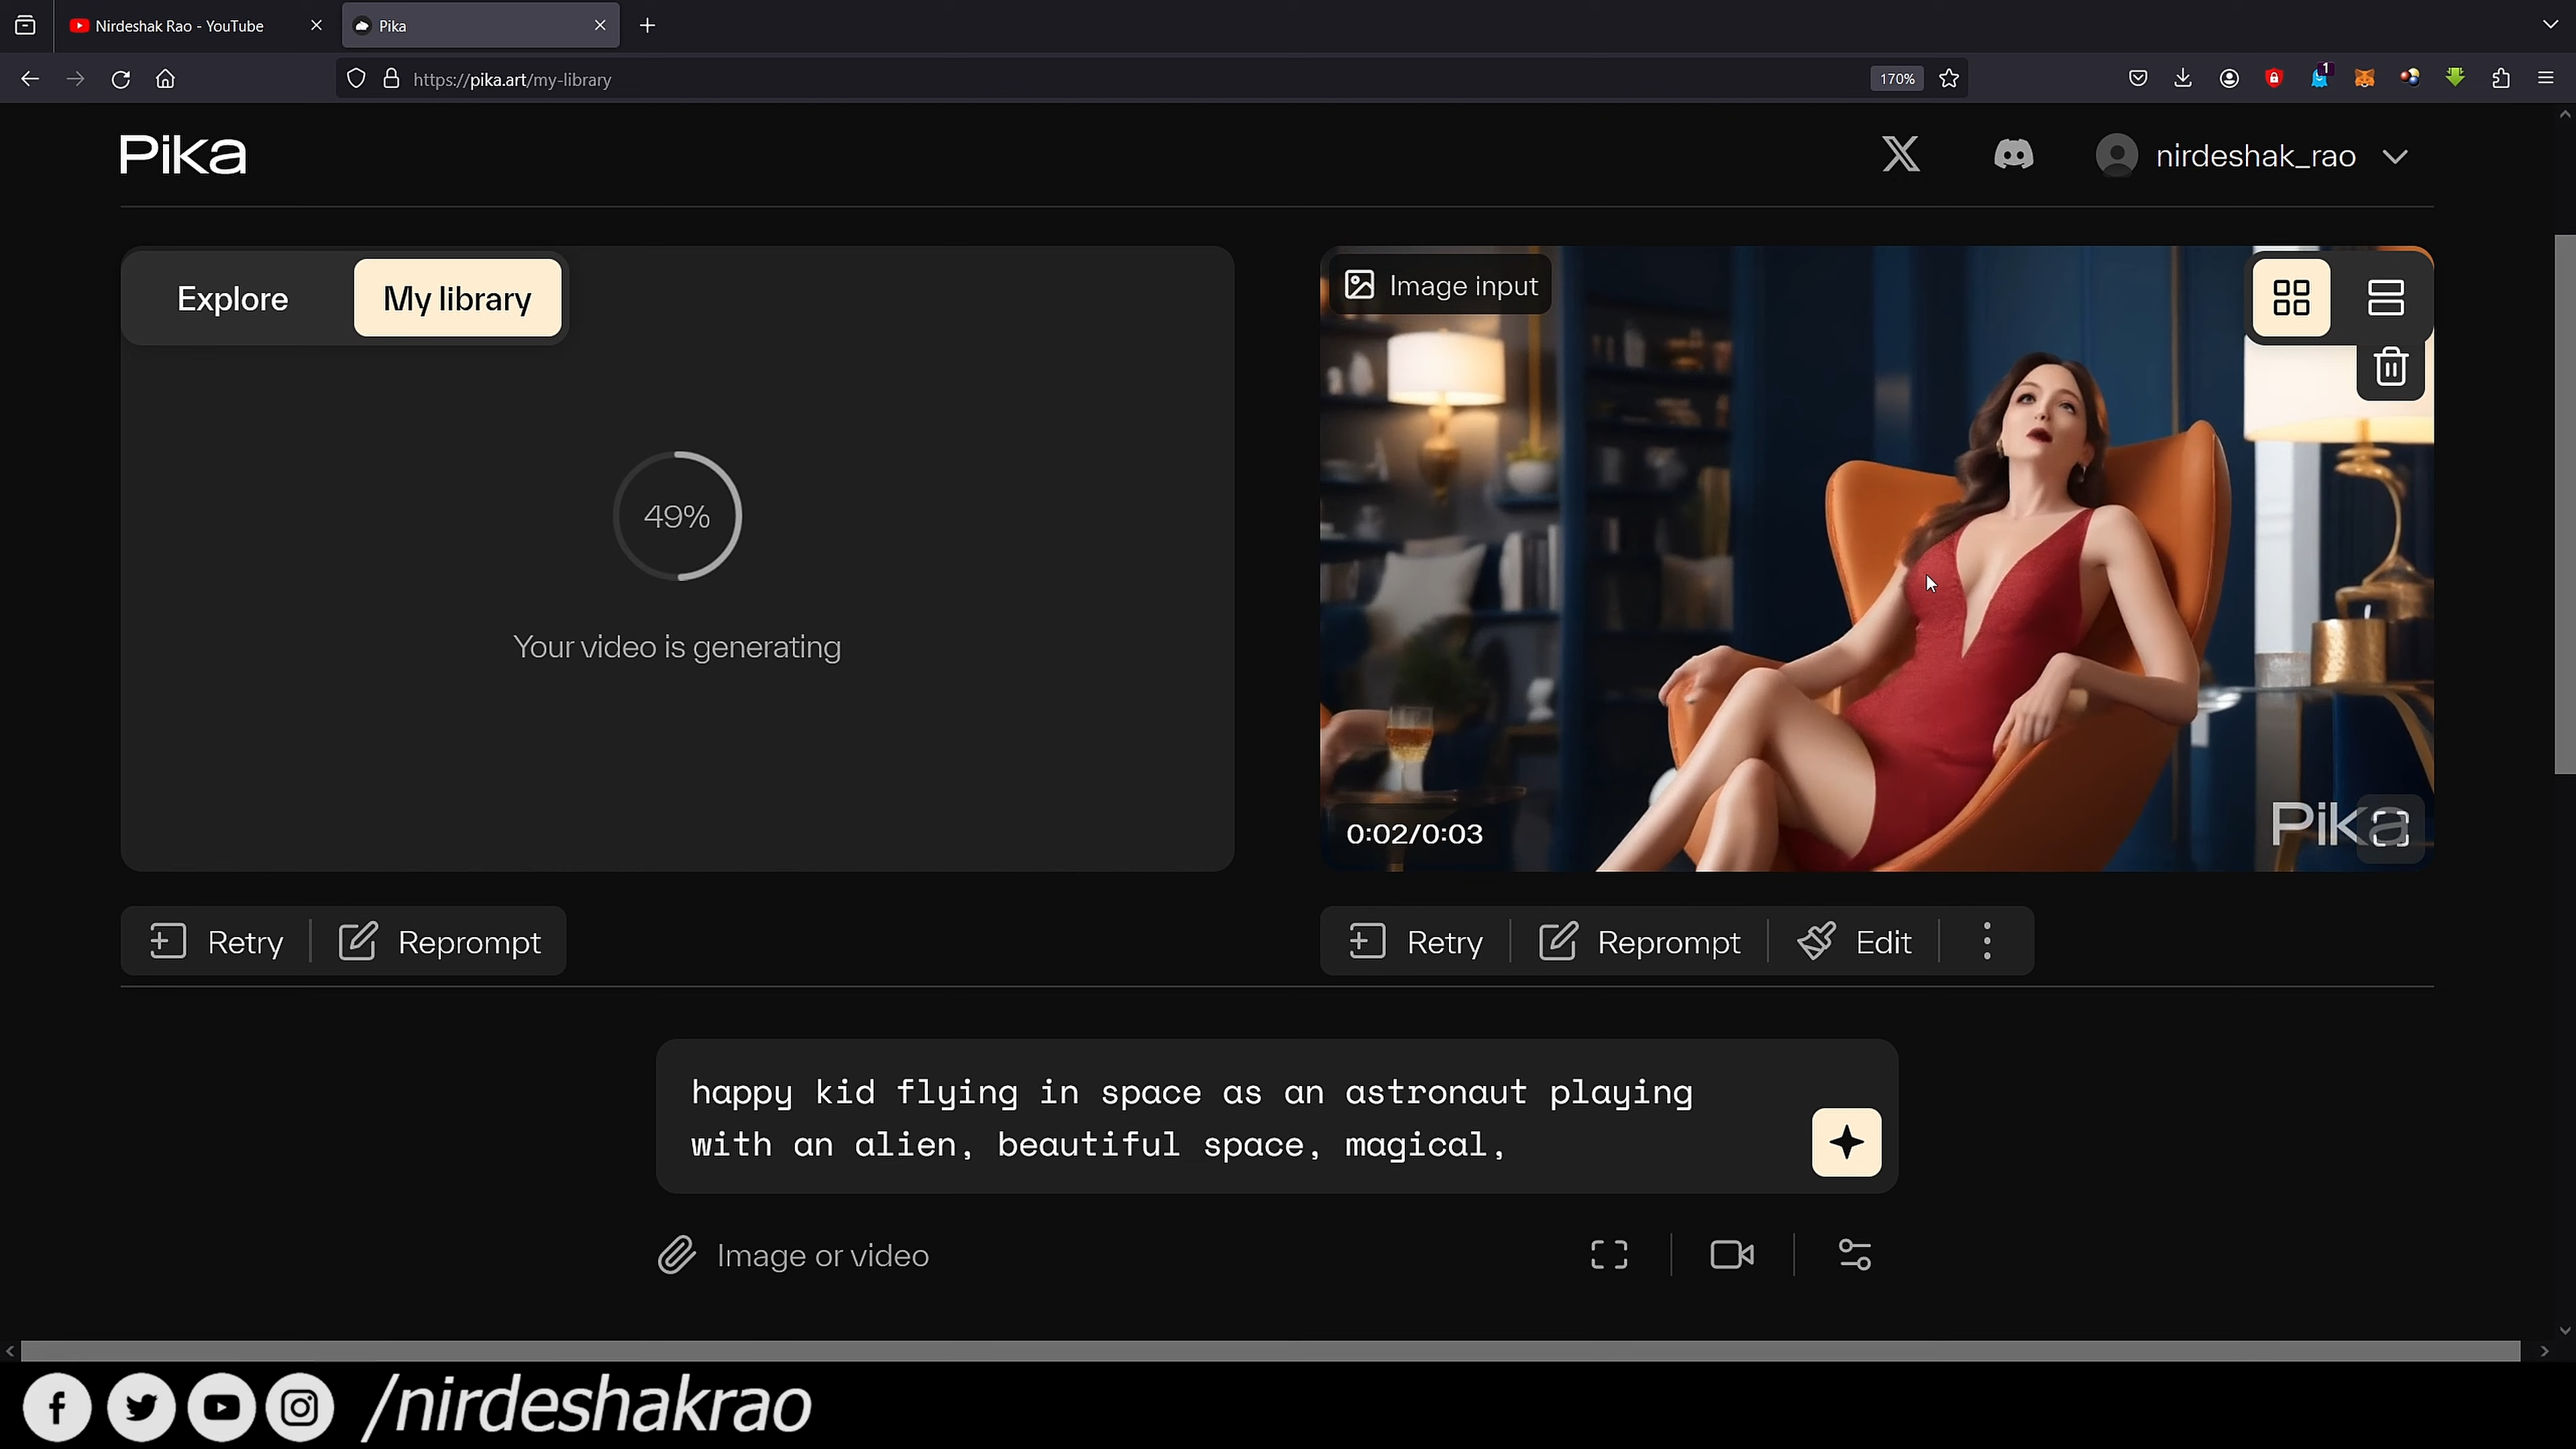 Nirdeshak Rao - YouTube
Pika
https://pika.art/my-library
170%
1
Pika
nirdeshak_rao
Explore
My library
Image input
49%
Your video is generating
0:02/0:03
Pika
Retry
Reprompt
Retry
Reprompt
Edit
happy kid flying in space as an astronaut playing
with an alien, beautiful space, magical,
Image or video
/nirdeshakrao